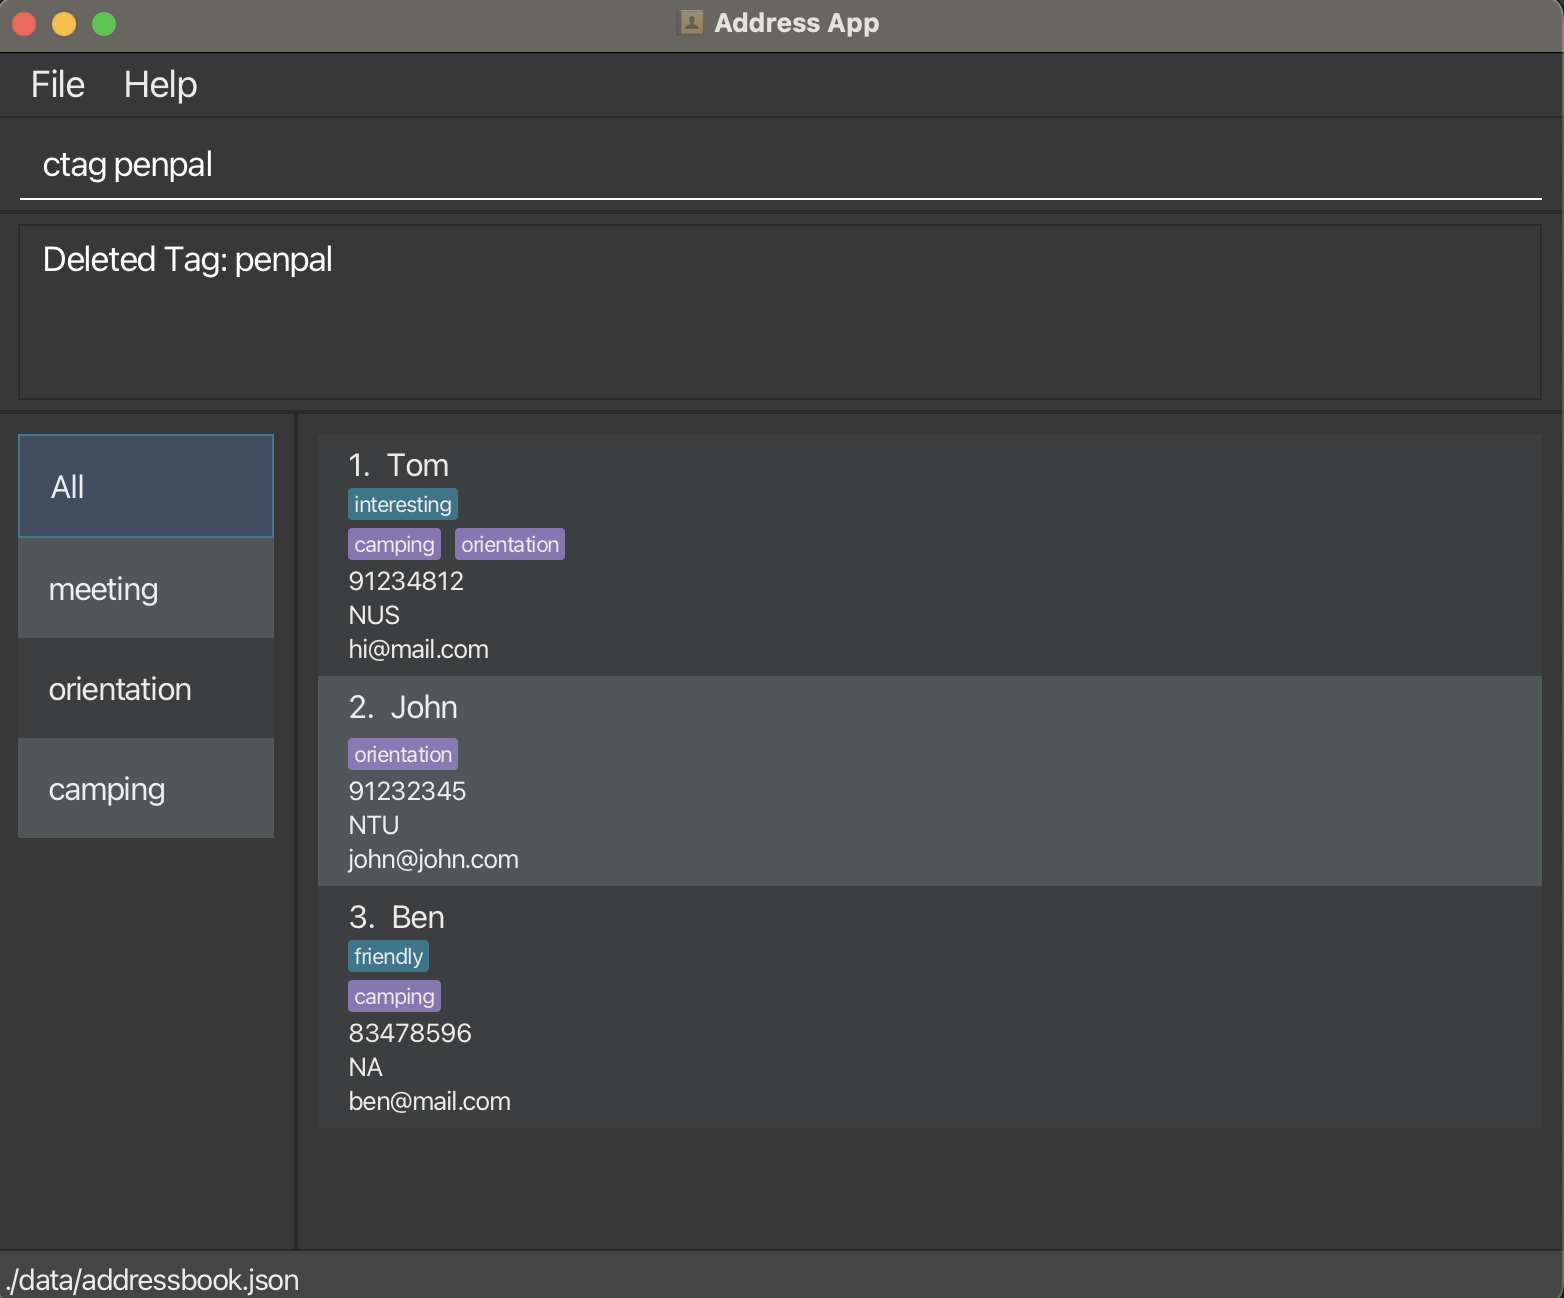 Address App
File Help
ctag penpal
Deleted Tag: penpal
All
meeting
orientation
camping
1. Tom
interesting
camping orientation
91234812
NUS
hi@mail.com
2. John
orientation
91232345
NTU
john@john.com
3. Ben
friendly
camping
83478596
NA
ben@mail.com
./data/addressbook.json